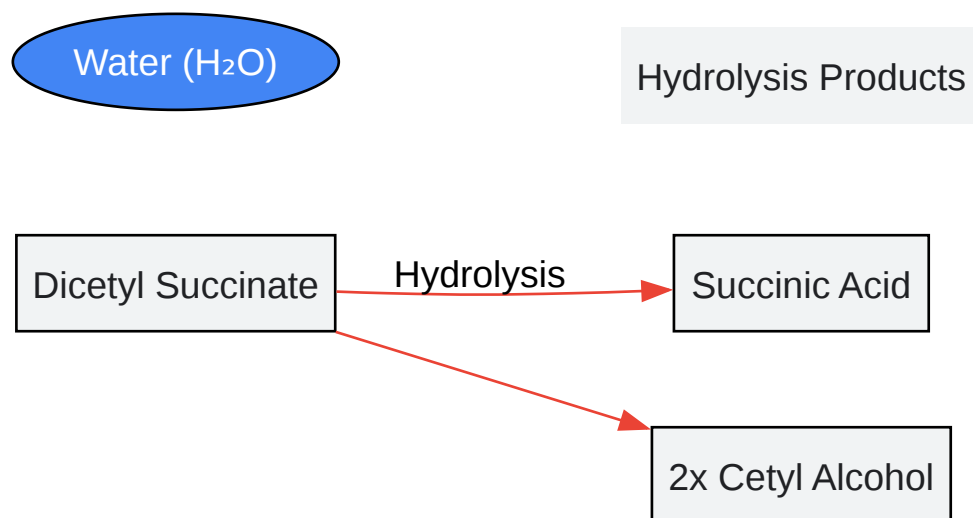 Water (H₂O)
Hydrolysis Products
Dicetyl Succinate
Hydrolysis
Succinic Acid
2x Cetyl Alcohol